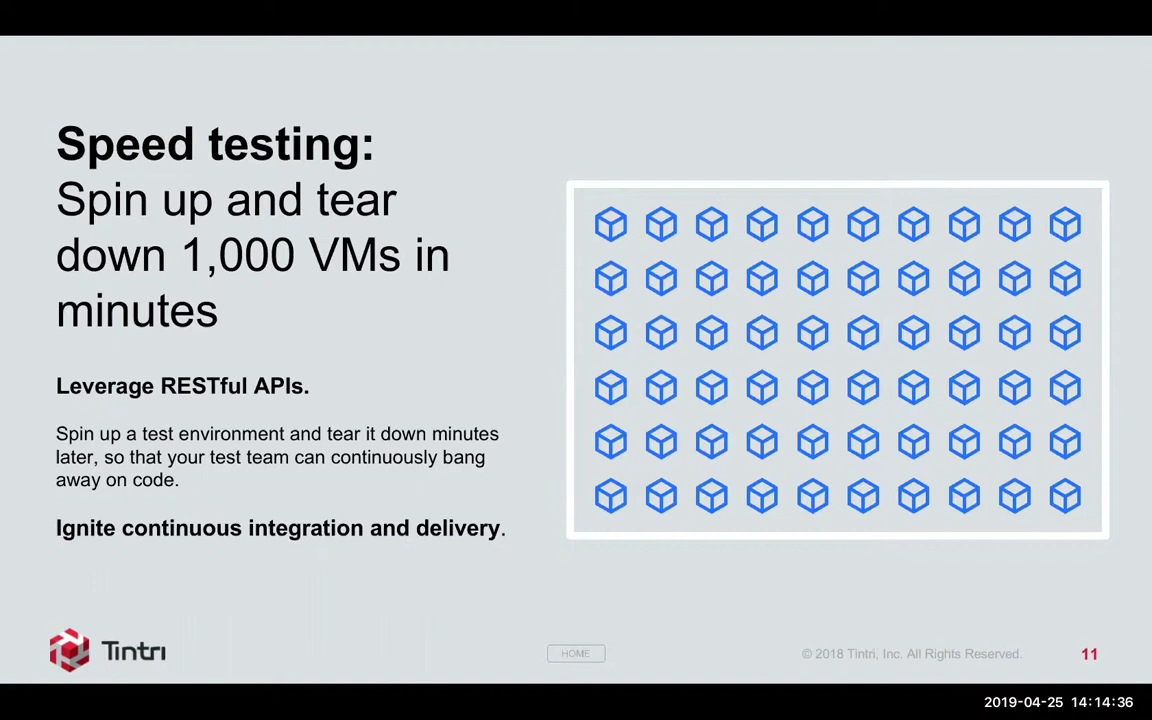 Speed testing:
Spin up and tear
down 1,000 VMs in
minutes
Leverage RESTful APIs.
Spin up a test environment and tear it down minutes
later, so that your test team can continuously bang
away on code.
Ignite continuous integration and delivery.
Tintri
HOME
© 2018 Tintri, Inc. All Rights Reserved.
11
2019-04-25 14:14:36